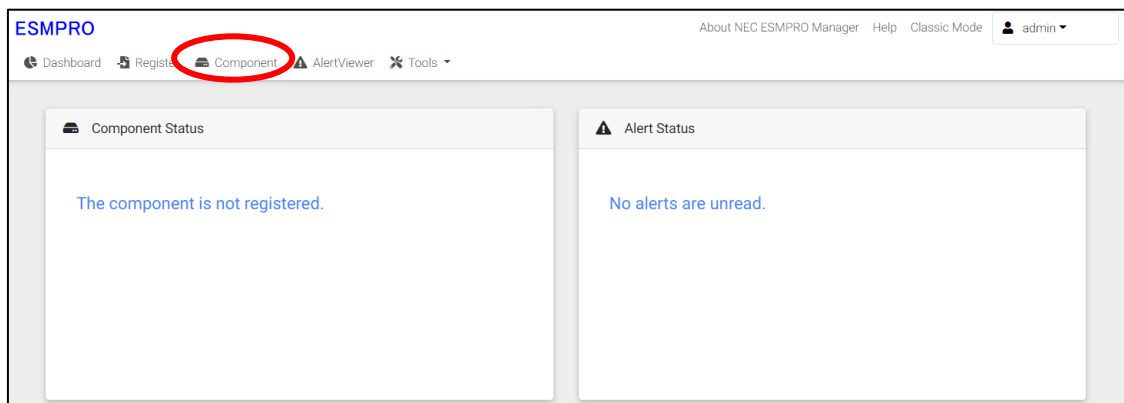 ESMPRO
About NEC ESMPRO Manager Help Classic Mode admin
Dashboard Registe Component AlertViewer Tools
Component Status
Alert Status
The component is not registered.
No alerts are unread.